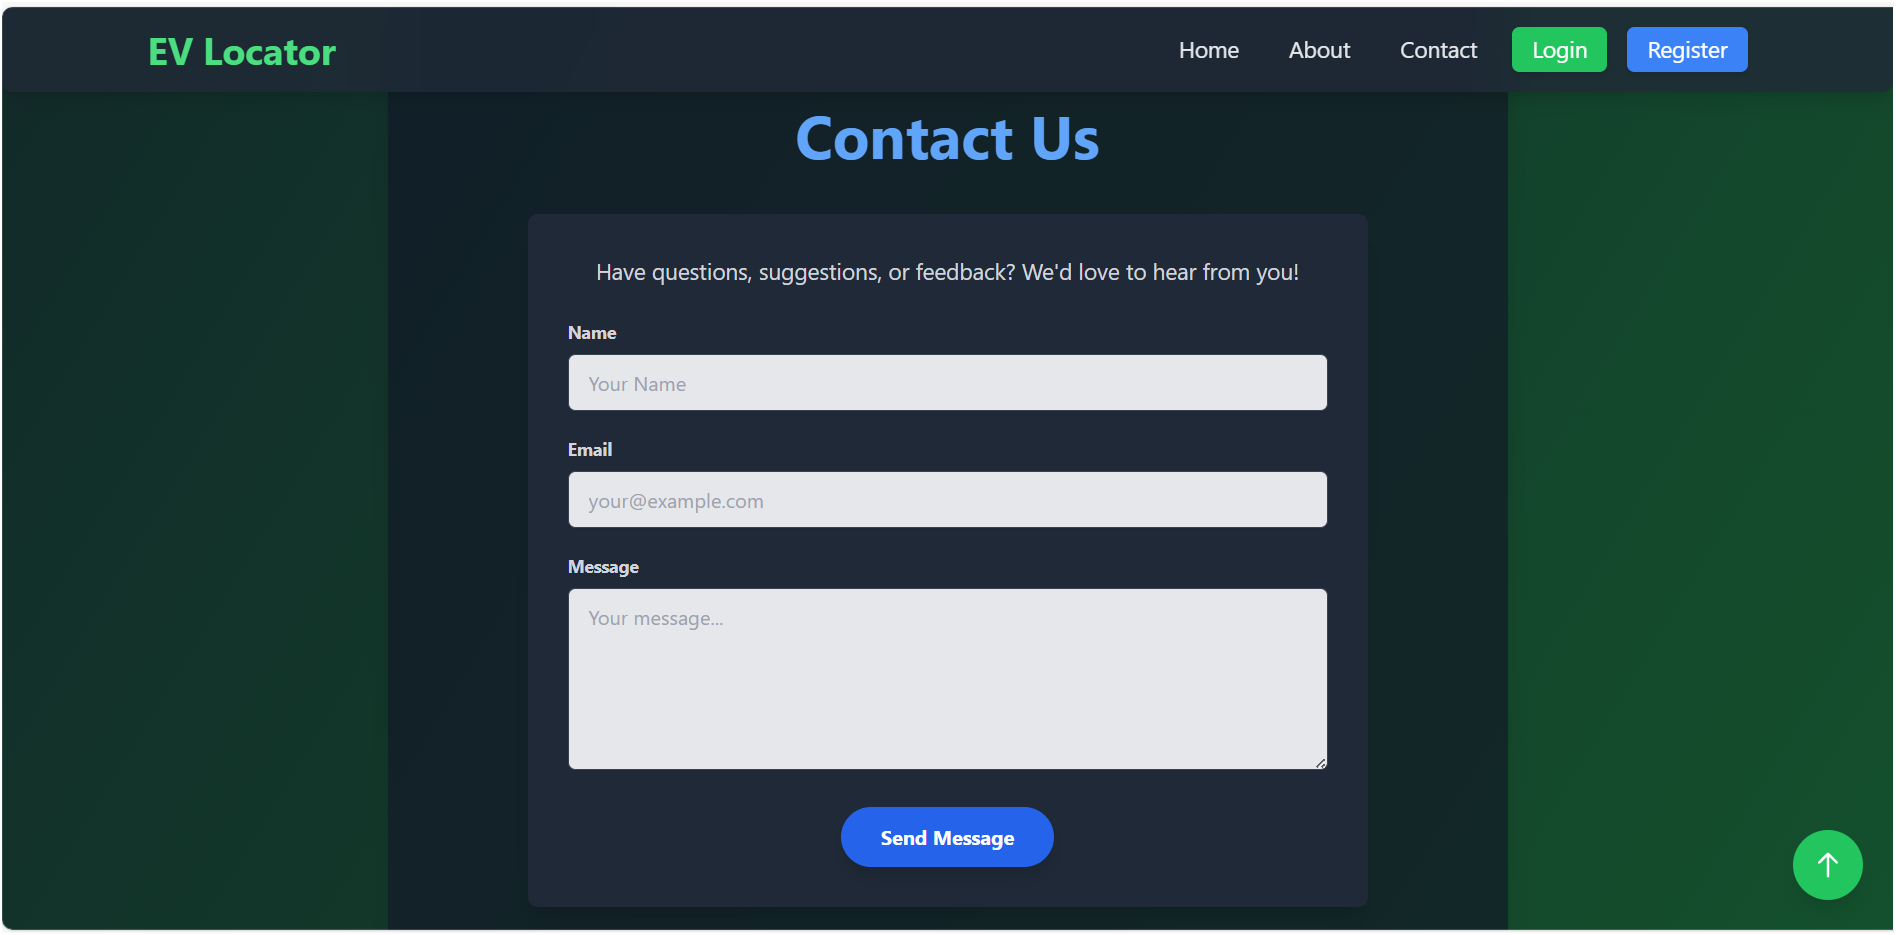 EV Locator
Home About Contact Login Register
Contact Us
Have questions, suggestions, or feedback? We'd love to hear from you!
Name
Your Name
Email
your@example.com
Message
Your message...
Send Message